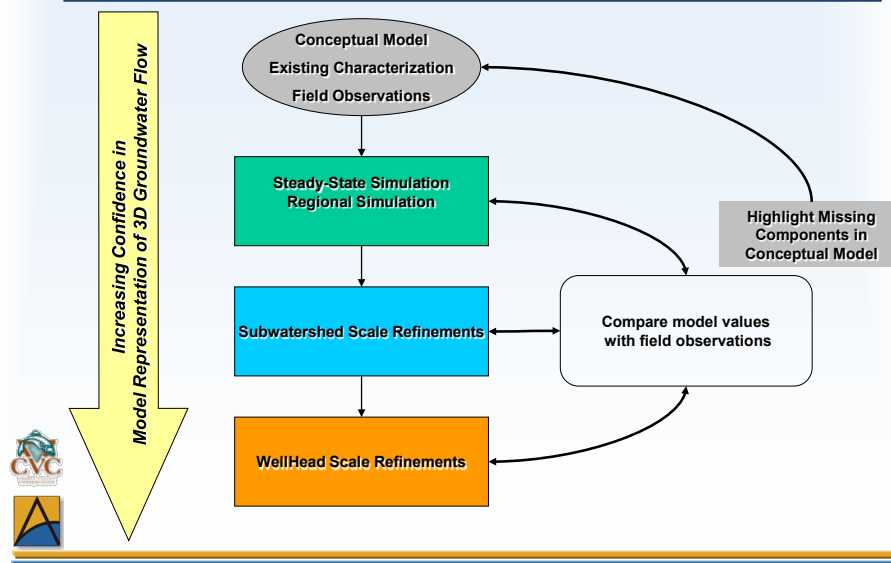 Increasing Confidence in
Model Representation of 3D Groundwater Flow
Conceptual Model
Existing Characterization
Field Observations
Steady-State Simulation
Regional Simulation
Highlight Missing
Components in
Conceptual Model
Subwatershed Scale Refinements
Compare model values
with field observations
WellHead Scale Refinements
CVC